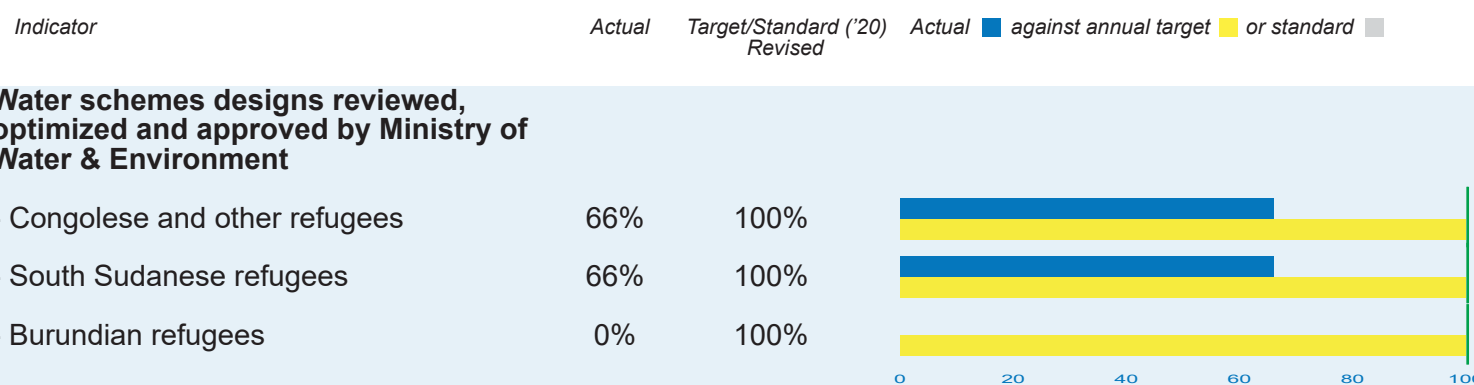 Indicator Actual Target/Standard ('20) Actual against annual target or standard
Revised
Water schemes designs reviewed,
optimized and approved by Ministry of
Water & Environment
Congolese and other refugees 66% 100%
South Sudanese refugees 66% 100%
Burundian refugees 0% 100%
0 20 40 60 80 100